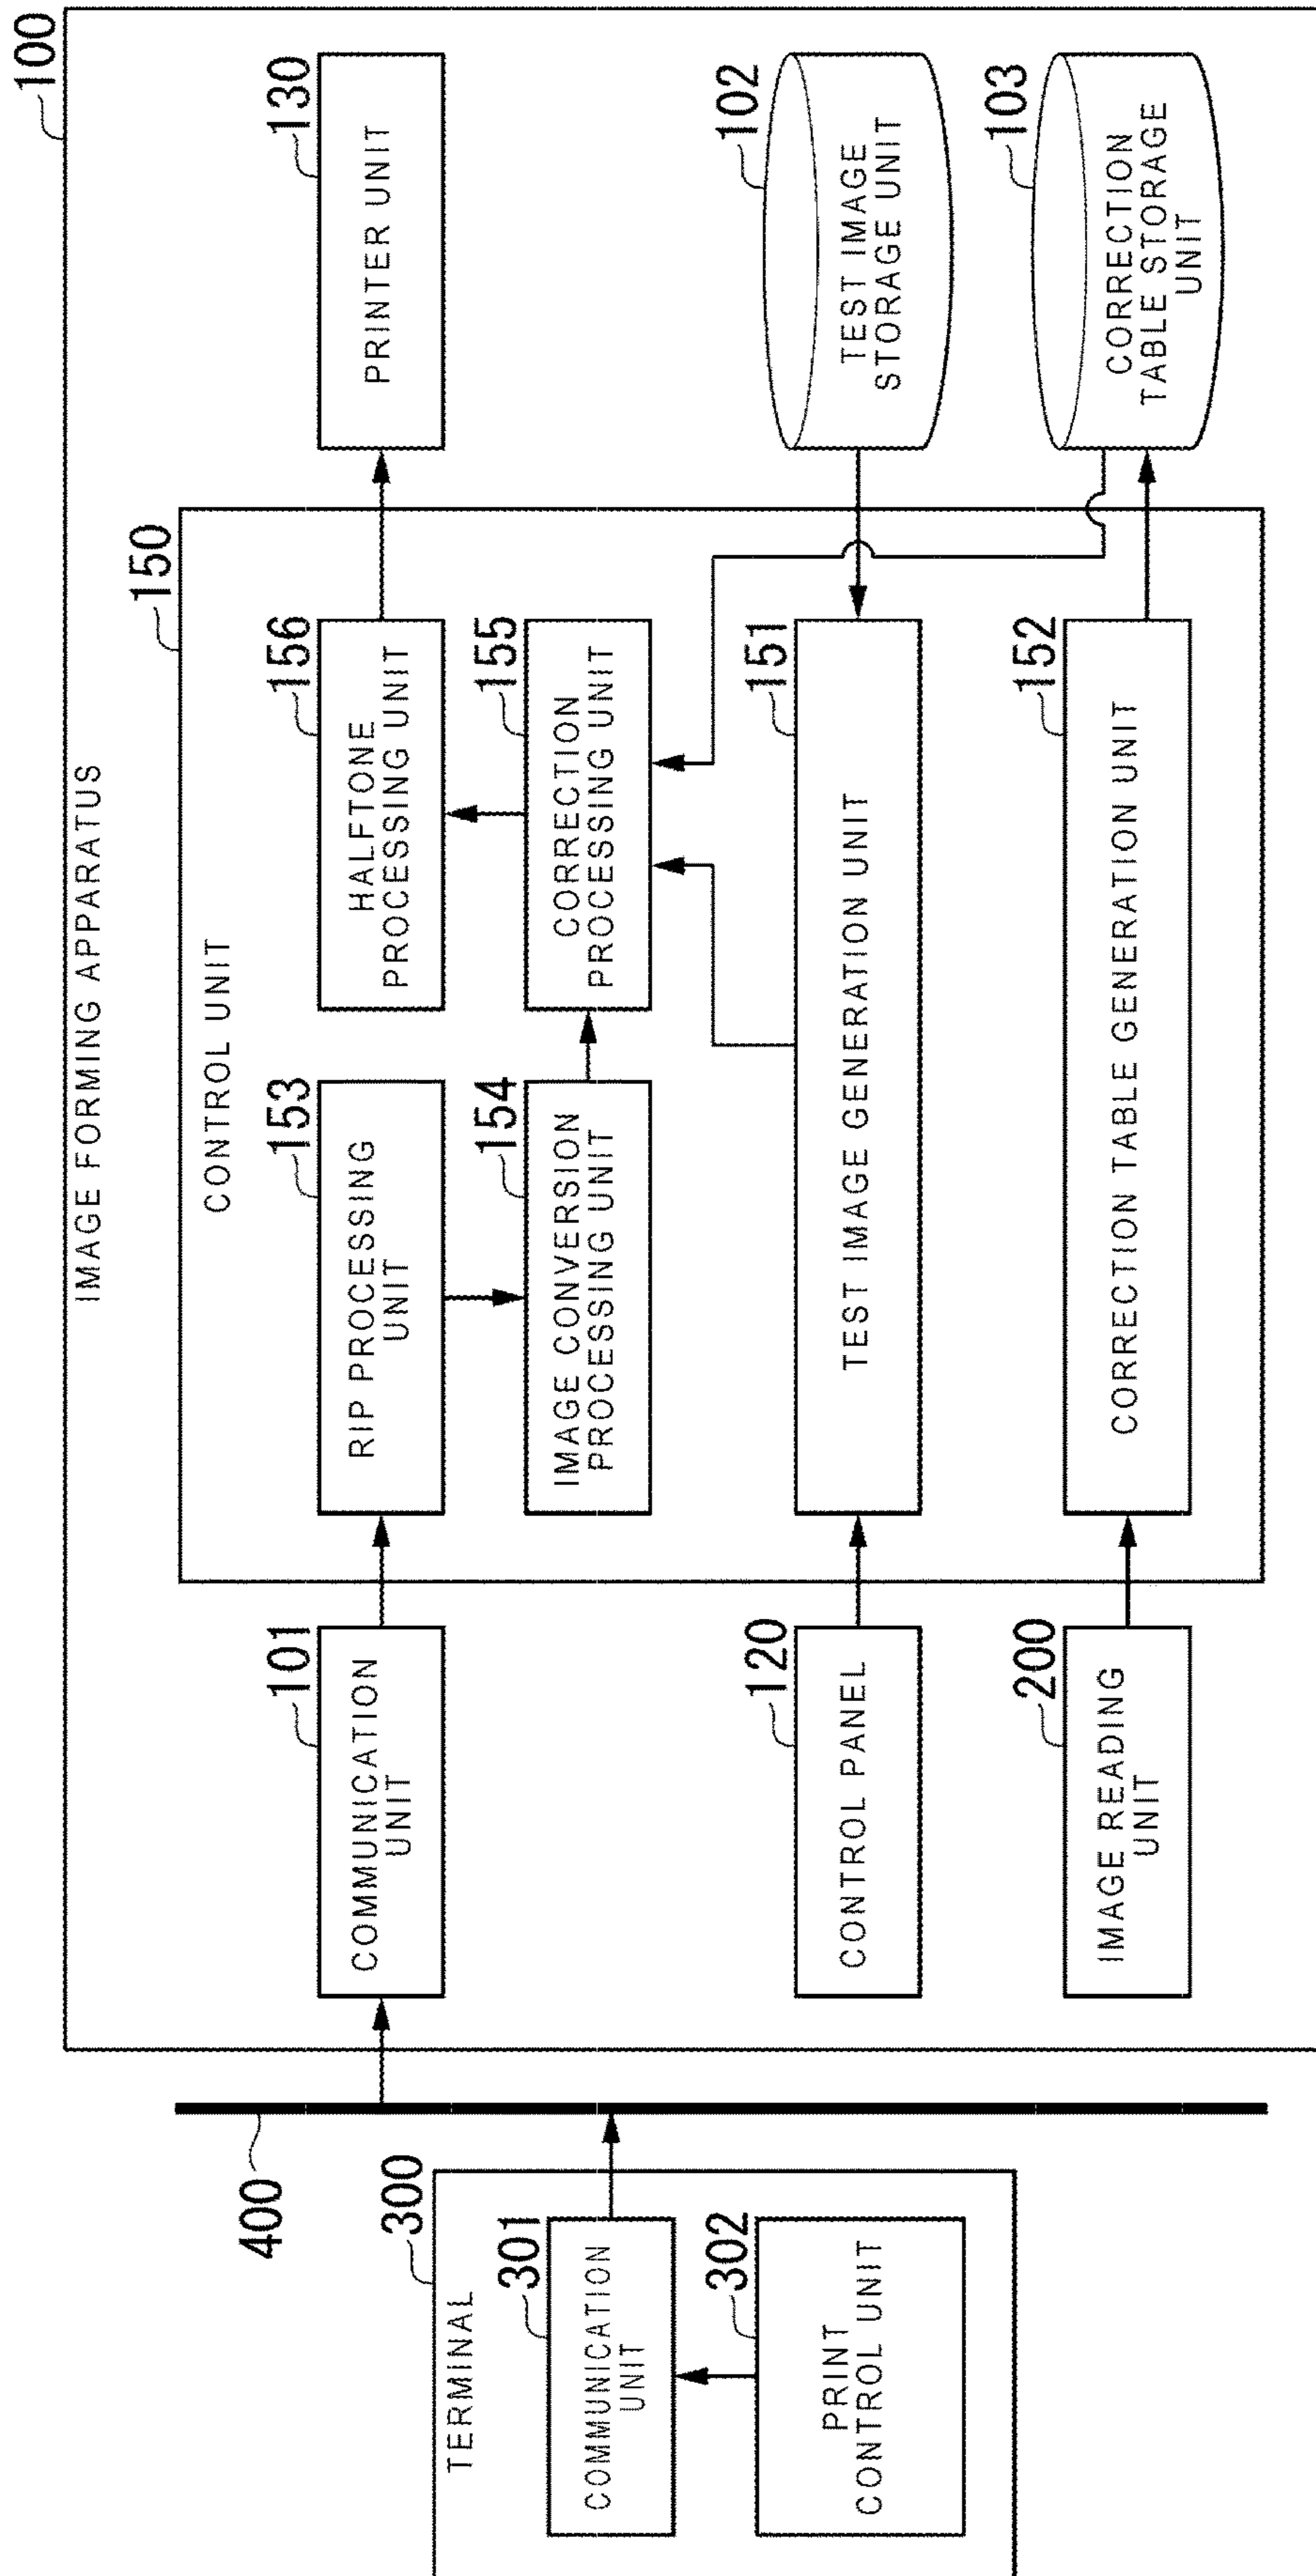 100
IMAGE FORMING APPARATUS
150
CONTROL UNIT
400
300
TERMINAL
301
COMMUNICATION
UNIT
302
PRINT
CONTROL UNIT
101
COMMUNICATION
UNIT
120
CONTROL PANEL
200
IMAGE READING
UNIT
153
RIP PROCESSING
UNIT
154
IMAGE CONVERSION
PROCESSING UNIT
156
HALFTONE
PROCESSING UNIT
155
CORRECTION
PROCESSING UNIT
151
TEST IMAGE GENERATION UNIT
152
CORRECTION TABLE GENERATION UNIT
130
PRINTER UNIT
102
TEST IMAGE
STORAGE UNIT
103
CORRECTION
TABLE STORAGE
UNIT